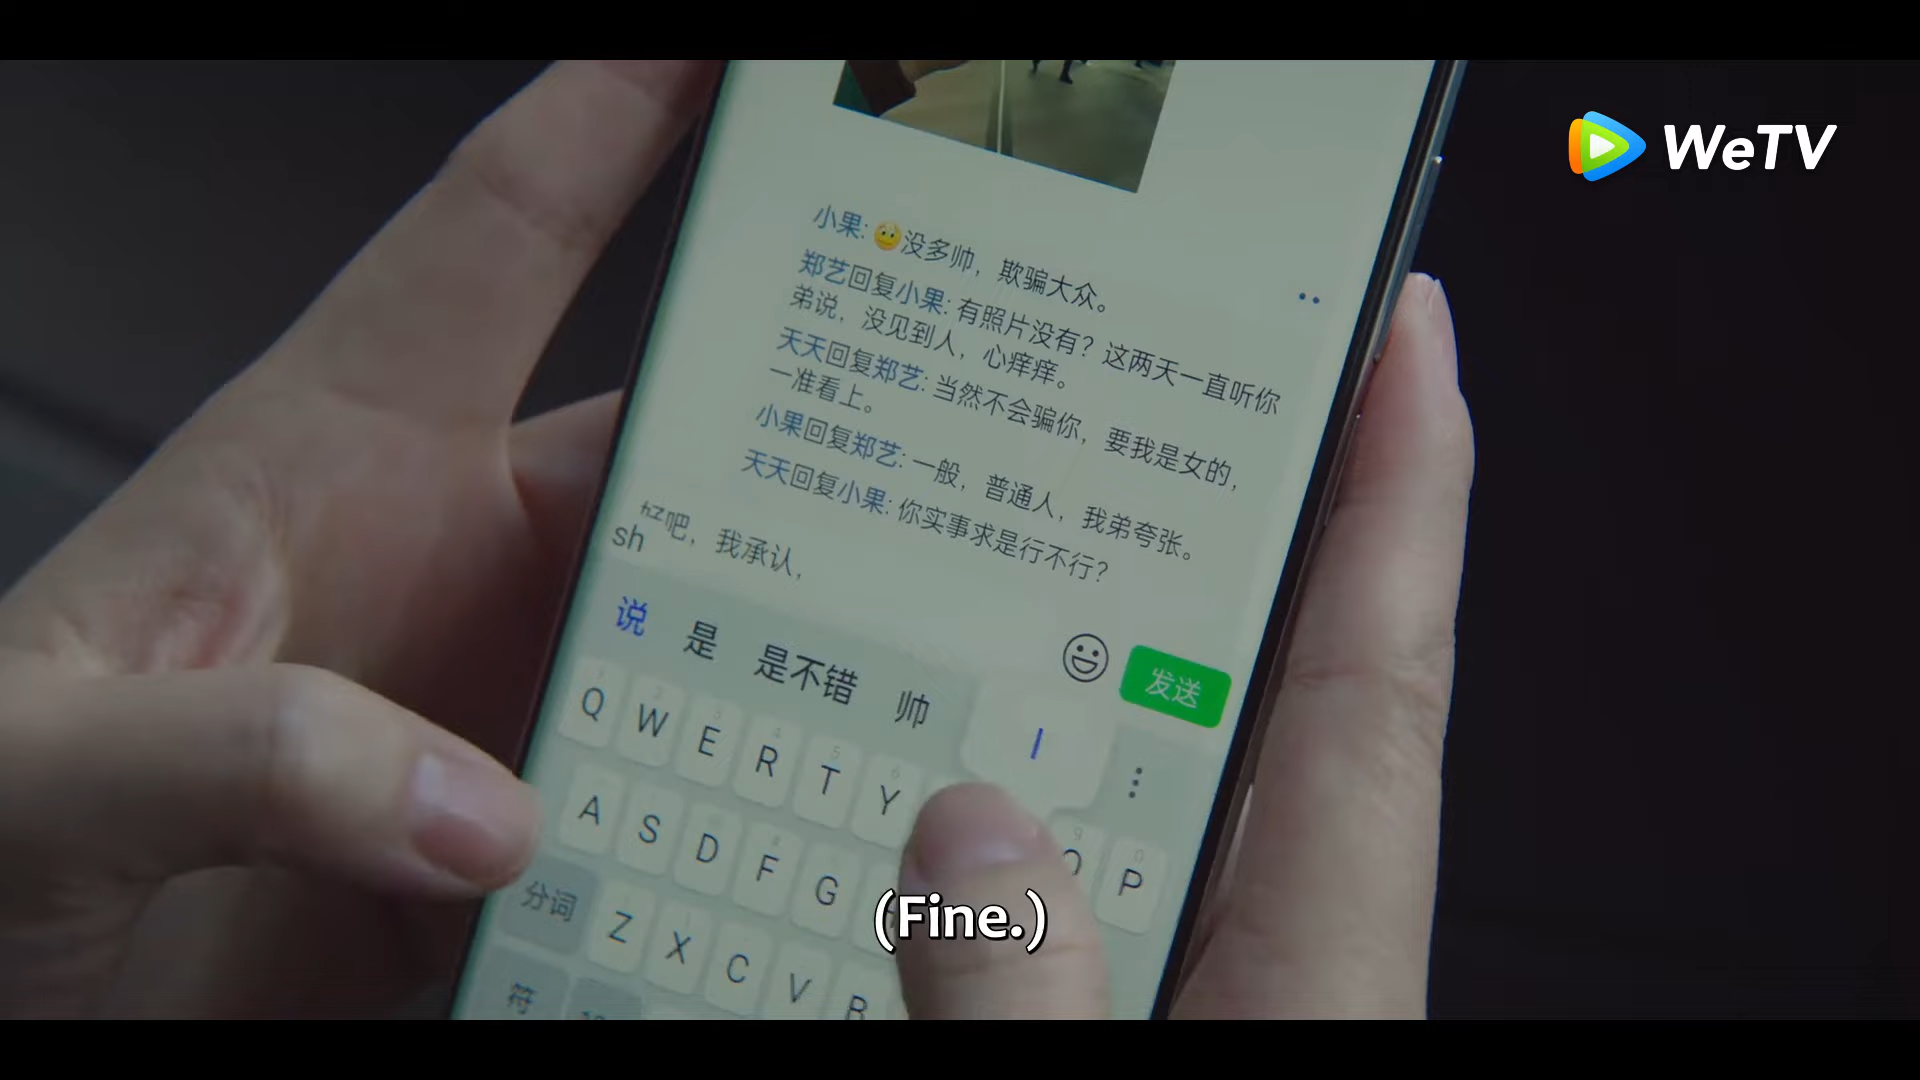 WeTV
小果: 没多帅，欺骗大众。
郑艺回复小果: 有照片没有？这两天一直听你
弟说，没见到人，心痒痒。
天天回复郑艺: 当然不会骗你，要我是女的，
一准看上。
小果回复郑艺: 一般，普通人，我弟夸张。
天天回复小果: 你实事求是行不行？
好吧，我承认，
sh
发送
说 是 是不错 帅
I
Q W E R T Y O P
A S D F G
分词 Z X C V B
符
(Fine.)